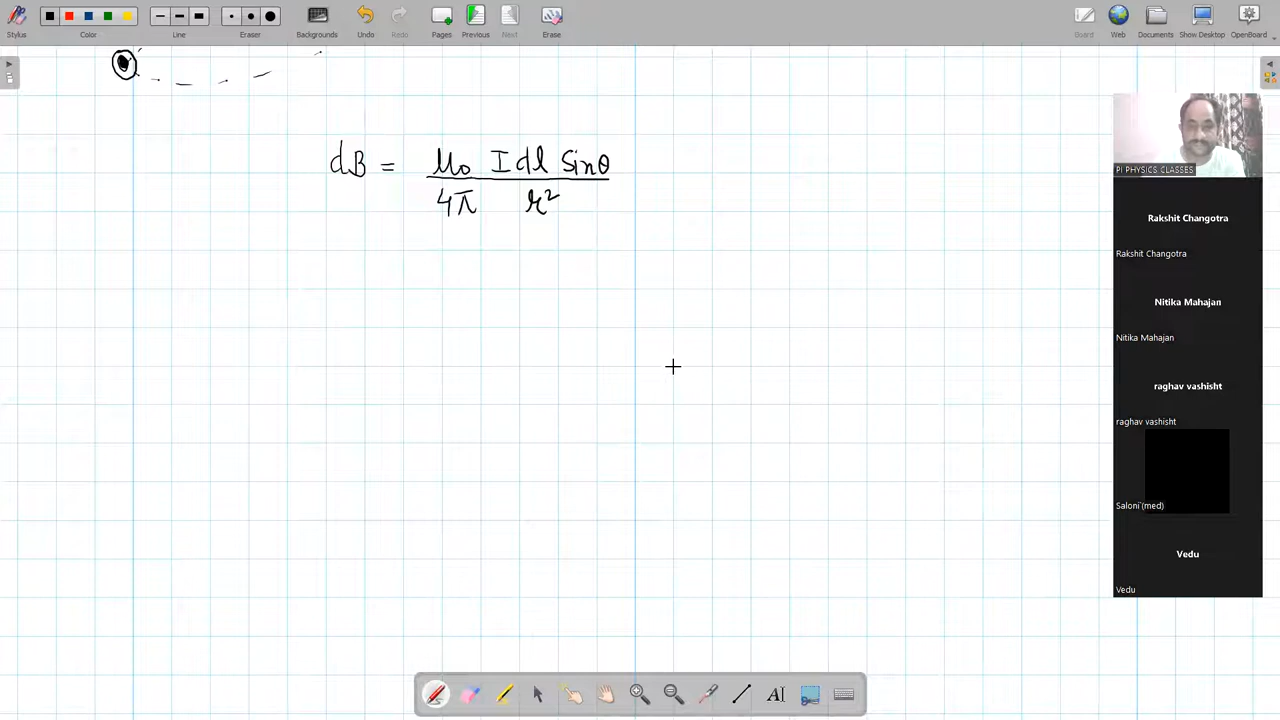 Stylus
Color
Line
Eraser
Backgrounds
Undo
Redo
Pages
Previous
Next
Erase
Board
Web
Documents
Show Desktop
OpenBoard
dB = μ₀ I dl Sinθ
4π r²
PI PHYSICS CLASSES
Rakshit Changotra
Rakshit Changotra
Nitika Mahajan
Nitika Mahajan
raghav vashisht
raghav vashisht
Saloni (med)
Vedu
Vedu
AI